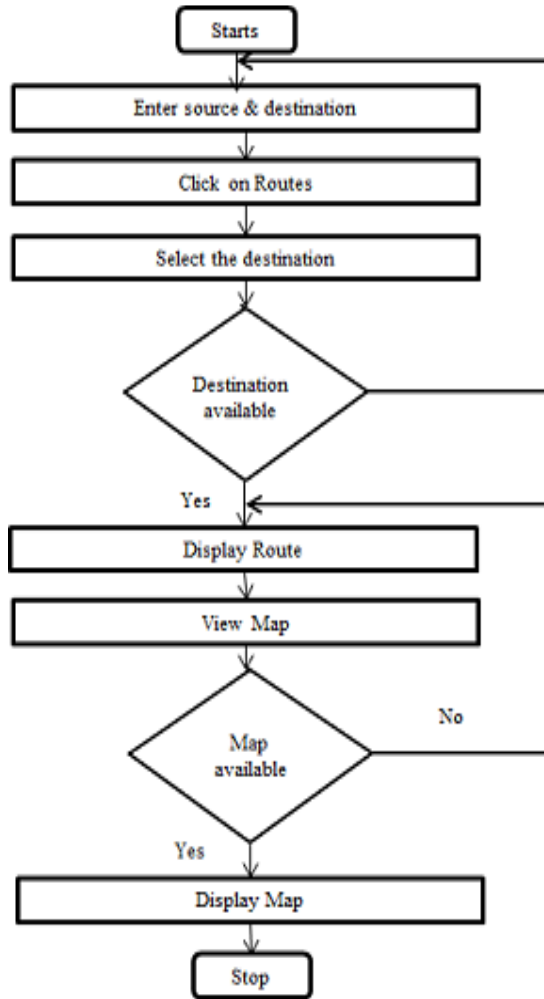 Starts
Enter source & destination
Click on Routes
Select the destination
Destination
available
Yes
Display Route
View Map
Map
available
No
Yes
Display Map
Stop